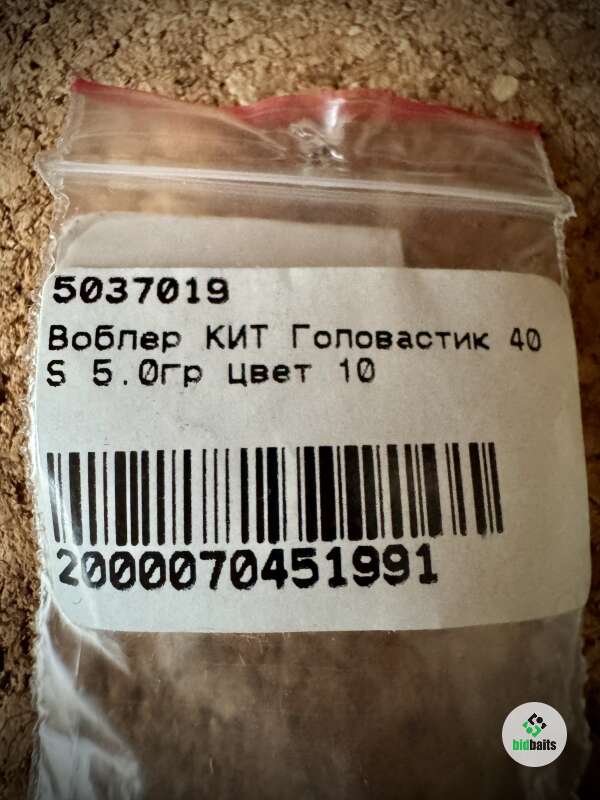 5037019
Воблер КИТ Головастик 40
S 5.0гр цвет 10
2000070451991
bidbaits